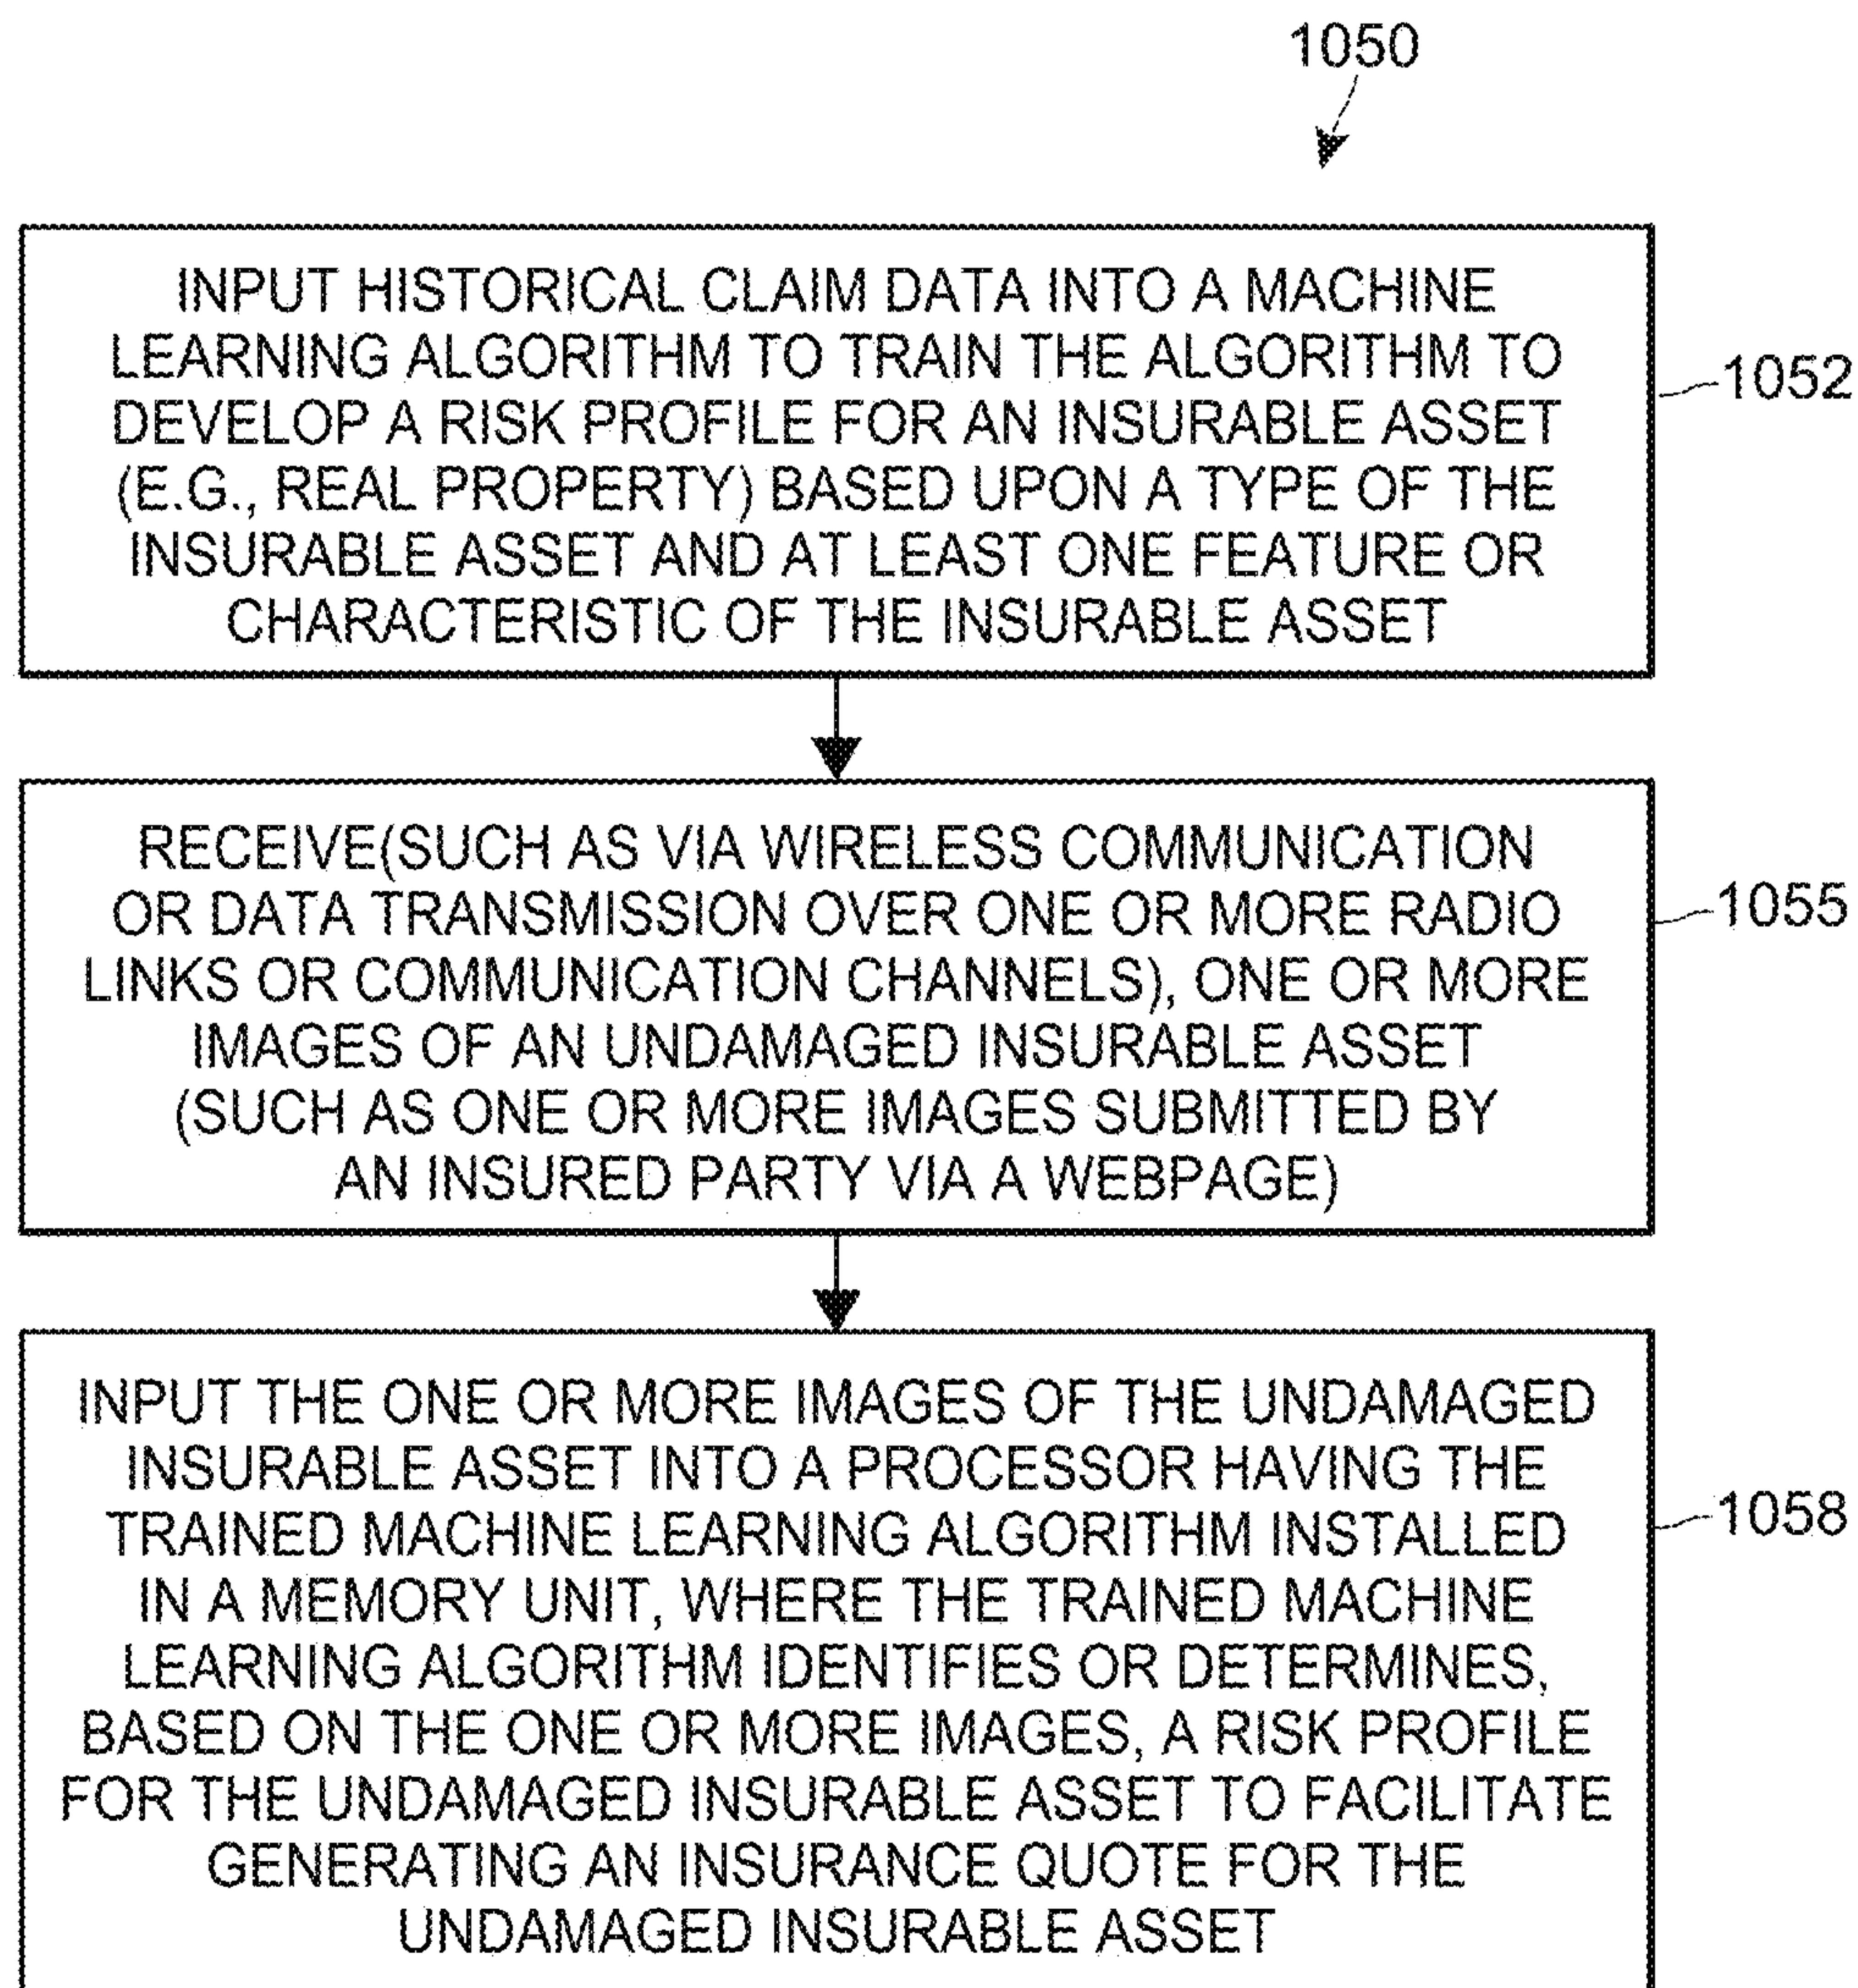 1050
INPUT HISTORICAL CLAIM DATA INTO A MACHINE
LEARNING ALGORITHM TO TRAIN THE ALGORITHM TO
DEVELOP A RISK PROFILE FOR AN INSURABLE ASSET
(E.G., REAL PROPERTY) BASED UPON A TYPE OF THE
INSURABLE ASSET AND AT LEAST ONE FEATURE OR
CHARACTERISTIC OF THE INSURABLE ASSET
1052
RECEIVE(SUCH AS VIA WIRELESS COMMUNICATION
OR DATA TRANSMISSION OVER ONE OR MORE RADIO
LINKS OR COMMUNICATION CHANNELS), ONE OR MORE
IMAGES OF AN UNDAMAGED INSURABLE ASSET
(SUCH AS ONE OR MORE IMAGES SUBMITTED BY
AN INSURED PARTY VIA A WEBPAGE)
1055
INPUT THE ONE OR MORE IMAGES OF THE UNDAMAGED
INSURABLE ASSET INTO A PROCESSOR HAVING THE
TRAINED MACHINE LEARNING ALGORITHM INSTALLED
IN A MEMORY UNIT, WHERE THE TRAINED MACHINE
LEARNING ALGORITHM IDENTIFIES OR DETERMINES,
BASED ON THE ONE OR MORE IMAGES, A RISK PROFILE
FOR THE UNDAMAGED INSURABLE ASSET TO FACILITATE
GENERATING AN INSURANCE QUOTE FOR THE
UNDAMAGED INSURABLE ASSET
1058